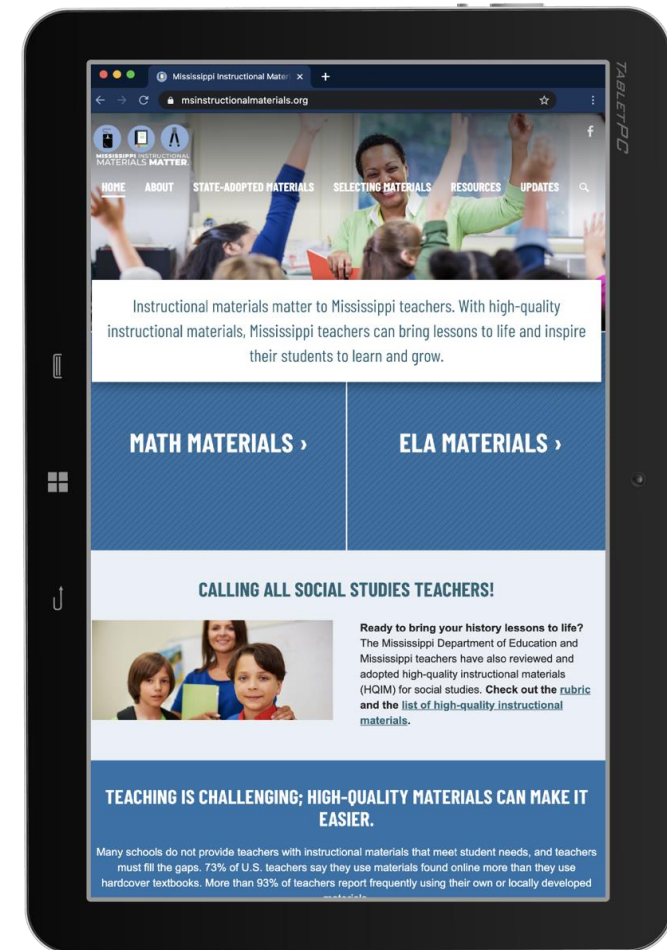 TABLETPC
Mississippi Instructional Mater
msinstructionalmaterials.org
MISSISSIPPI INSTRUCTIONAL
MATERIALS MATTER.
HOME ABOUT STATE-ADOPTED MATERIALS SELECTING MATERIALS RESOURCES UPDATES
Instructional materials matter to Mississippi teachers. With high-quality
instructional materials, Mississippi teachers can bring lessons to life and inspire
their students to learn and grow.
MATH MATERIALS ›
ELA MATERIALS ›
CALLING ALL SOCIAL STUDIES TEACHERS!
Ready to bring your history lessons to life?
The Mississippi Department of Education and
Mississippi teachers have also reviewed and
adopted high-quality instructional materials
(HQIM) for social studies. Check out the rubric
and the list of high-quality instructional
materials.
TEACHING IS CHALLENGING; HIGH-QUALITY MATERIALS CAN MAKE IT
EASIER.
Many schools do not provide teachers with instructional materials that meet student needs, and teachers
must fill the gaps. 73% of U.S. teachers say they use materials found online more than they use
hardcover textbooks. More than 93% of teachers report frequently using their own or locally developed